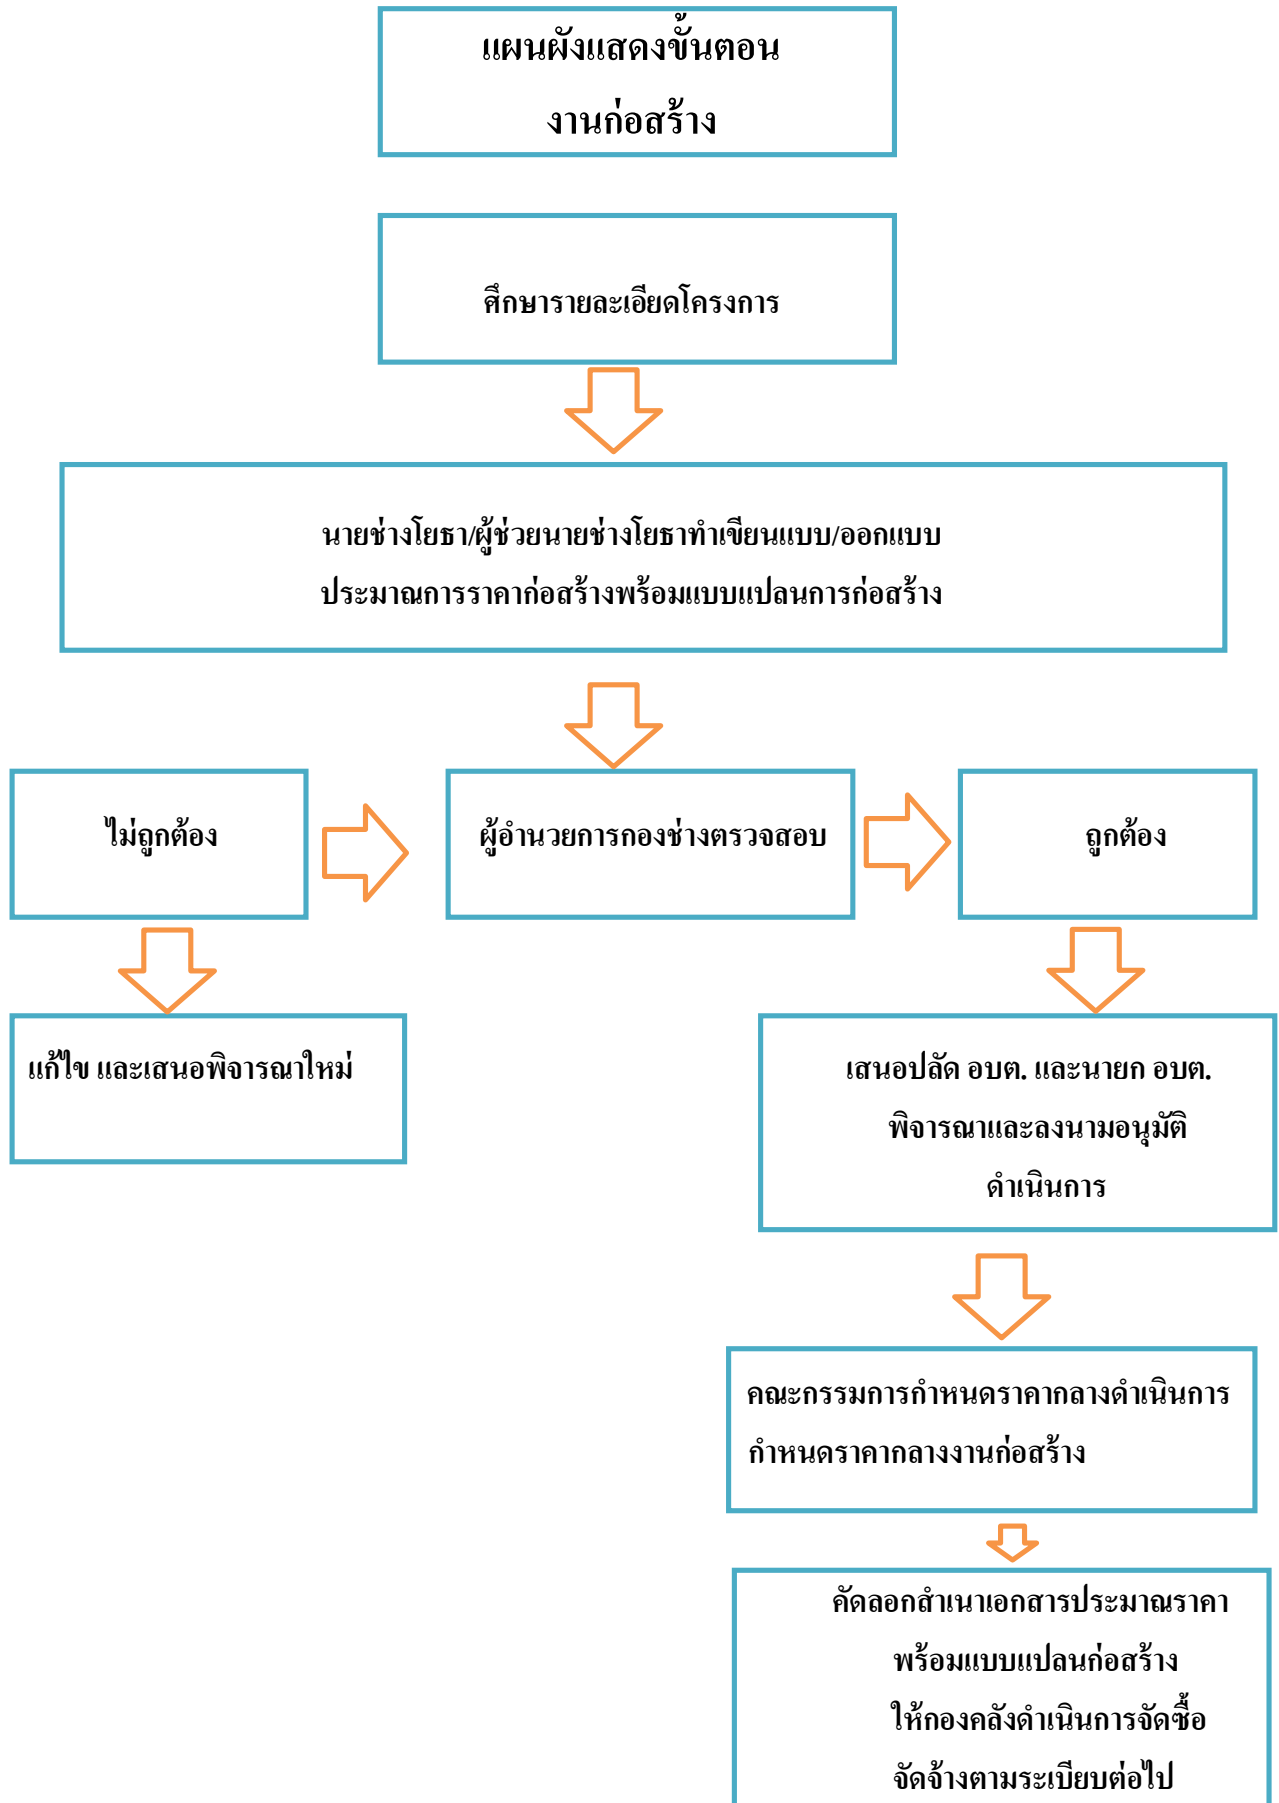 แผนผังแสดงขั้นตอน
งานก่อสร้าง
ศึกษารายละเอียดโครงการ
นายช่างโยธา/ผู้ช่วยนายช่างโยธาทำเขียนแบบ/ออกแบบ
ประมาณการราคาก่อสร้างพร้อมแบบแปลนการก่อสร้าง
ไม่ถูกต้อง
ผู้อำนวยการกองช่างตรวจสอบ
ถูกต้อง
แก้ไข และเสนอพิจารณาใหม่
เสนอปลัด อบต. และนายก อบต.
พิจารณาและลงนามอนุมัติ
ดำเนินการ
คณะกรรมการกำหนดราคากลางดำเนินการ
กำหนดราคากลางงานก่อสร้าง
คัดลอกสำเนาเอกสารประมาณราคา
พร้อมแบบแปลนก่อสร้าง
ให้กองคลังดำเนินการจัดซื้อ
จัดจ้างตามระเบียบต่อไป